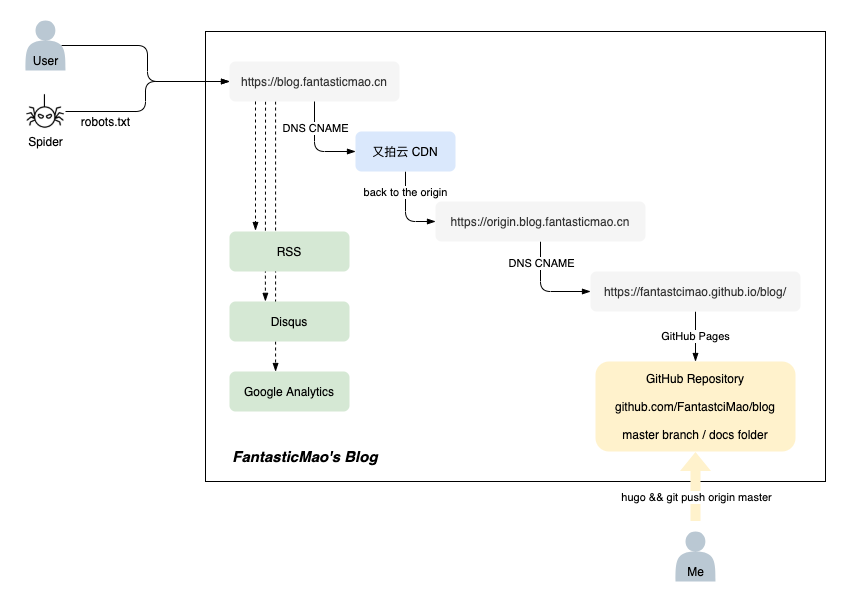 User
https://blog.fantasticmao.cn
robots.txt
Spider
DNS CNAME
又拍云 CDN
back to the origin
https://origin.blog.fantasticmao.cn
RSS
DNS CNAME
https://fantastcimao.github.io/blog/
Disqus
GitHub Pages
GitHub Repository
Google Analytics
github.com/FantastciMao/blog
master branch / docs folder
FantasticMao's Blog
hugo && git push origin master
Me